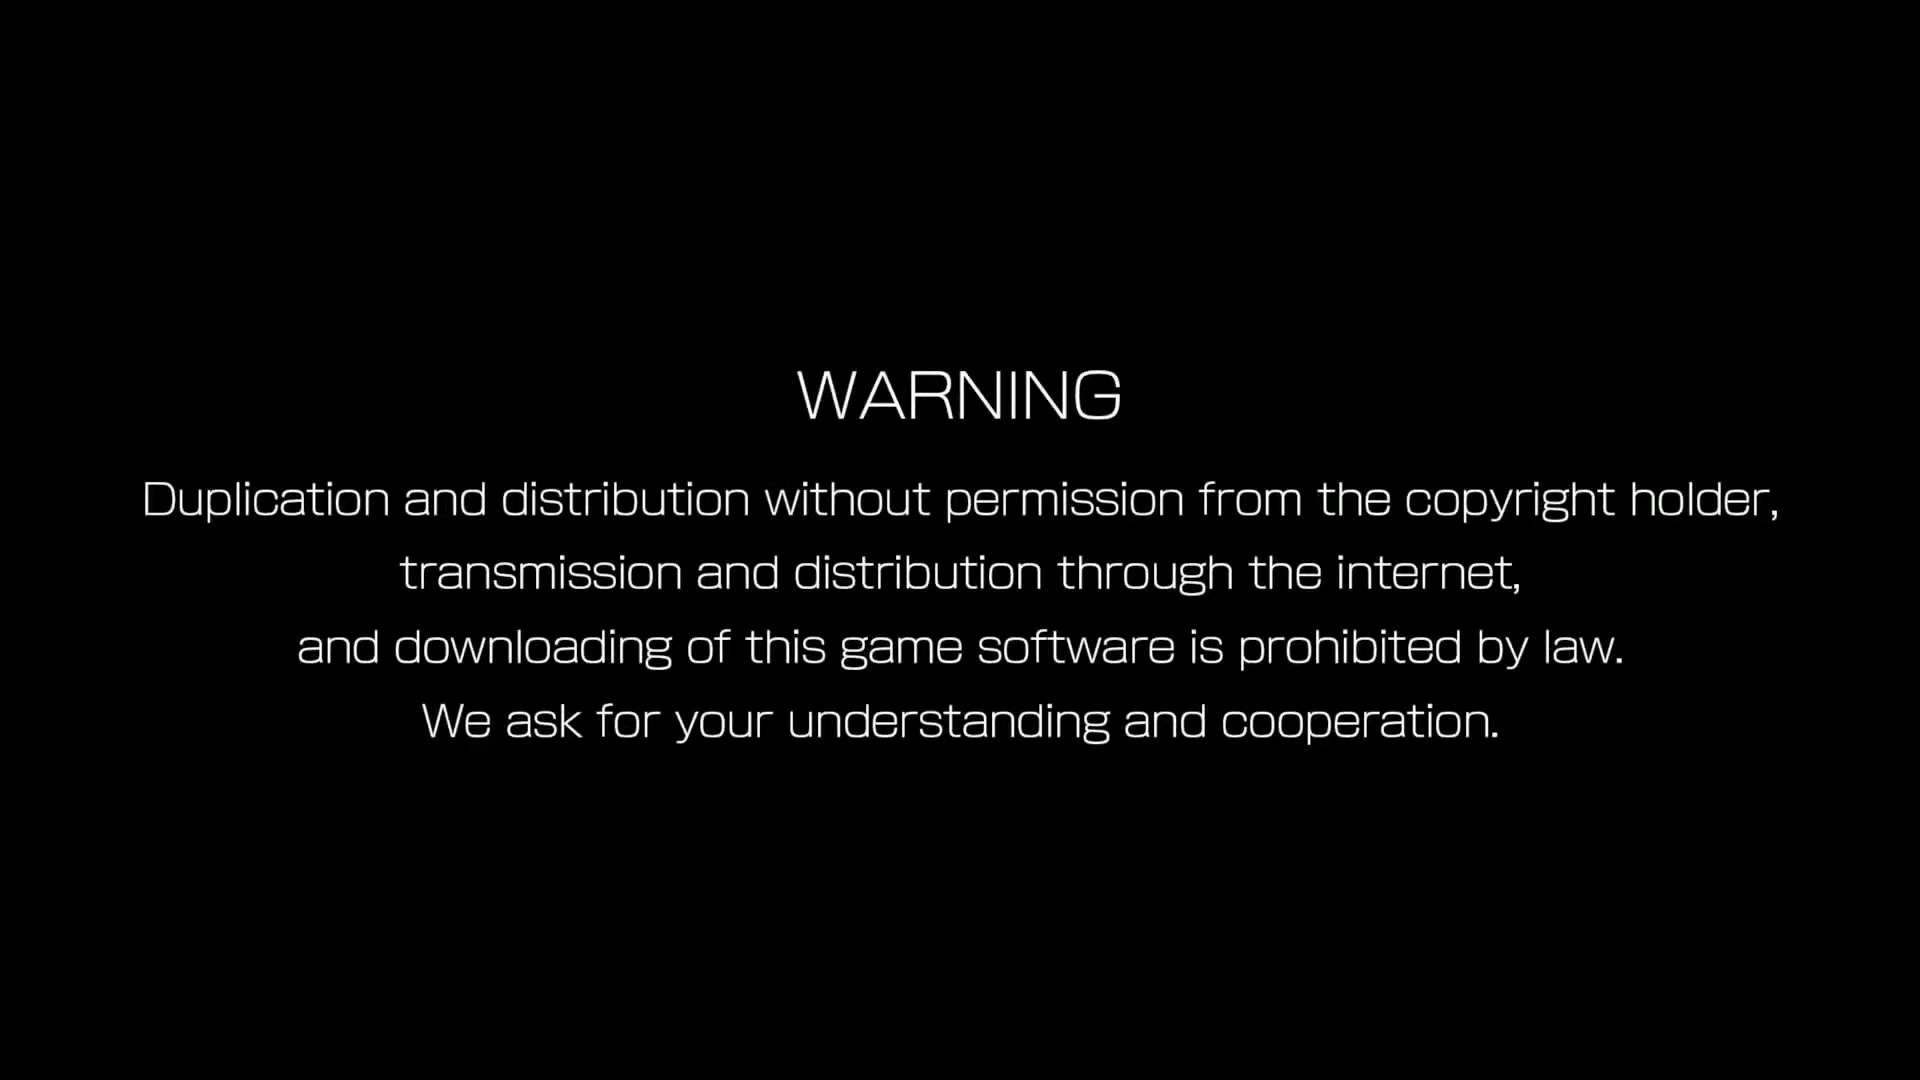 WARNING
Duplication and distribution without permission from the copyright holder,
transmission and distribution through the internet,
and downloading of this game software is prohibited by law.
We ask for your understanding and cooperation.